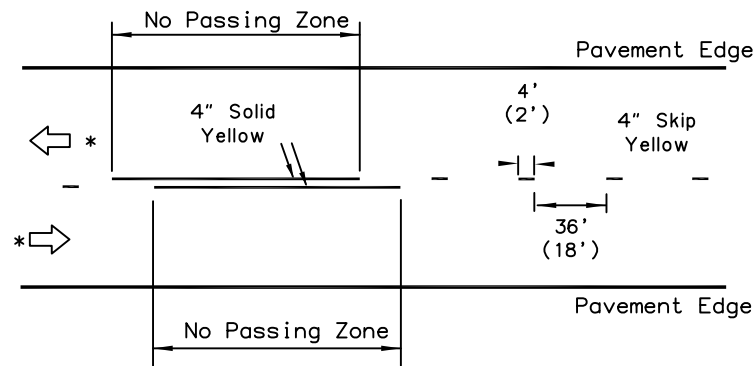 No Passing Zone
Pavement Edge
4" Solid
Yellow
4'
(2')
4" Skip
Yellow
*
*
36'
(18')
Pavement Edge
No Passing Zone